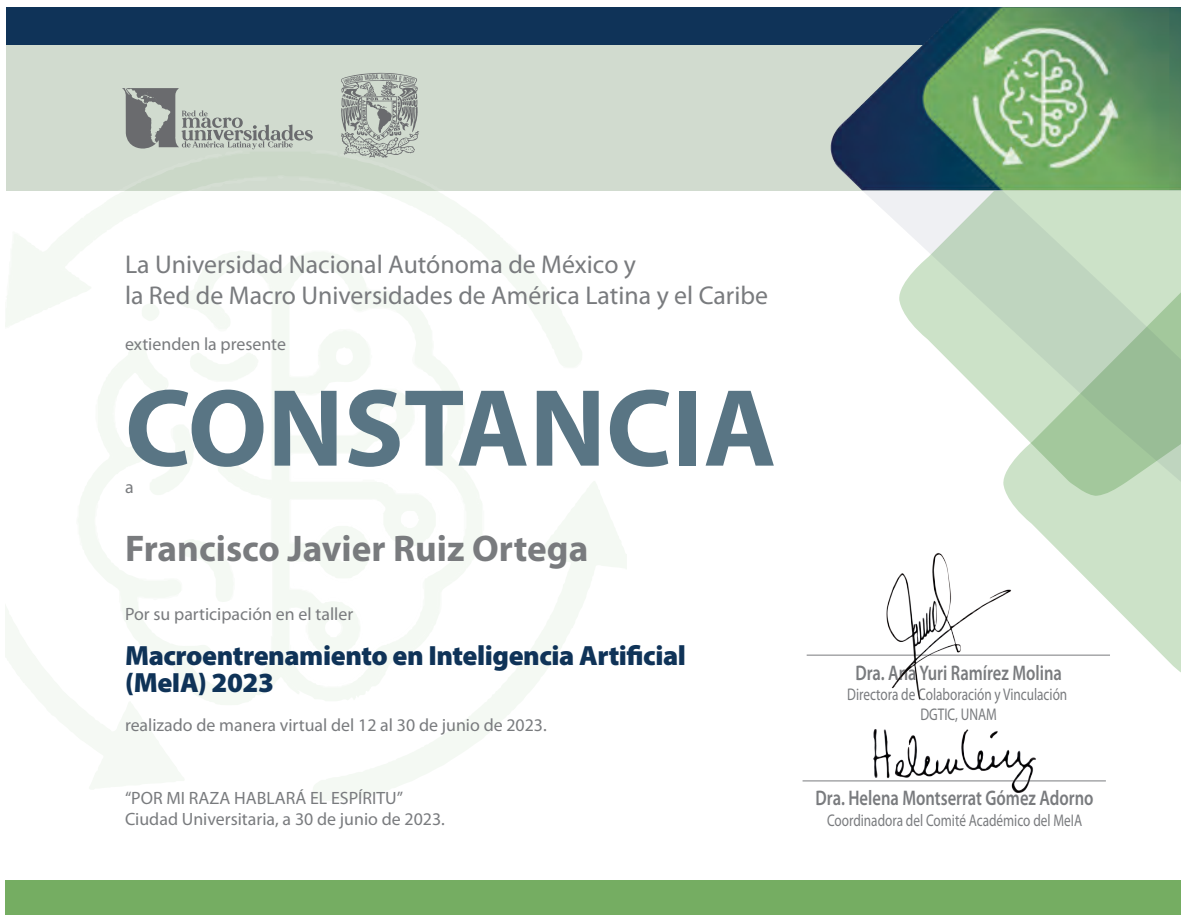 Red de
macro
universidades
de América Latina y el Caribe
La Universidad Nacional Autónoma de México y
la Red de Macro Universidades de América Latina y el Caribe
extienden la presente
CONSTANCIA
a
Francisco Javier Ruiz Ortega
Por su participación en el taller
Macroentrenamiento en Inteligencia Artificial
(MeIA) 2023
realizado de manera virtual del 12 al 30 de junio de 2023.
“POR MI RAZA HABLARÁ EL ESPÍRITU”
Ciudad Universitaria, a 30 de junio de 2023.
Dra. Ana Yuri Ramírez Molina
Directora de Colaboración y Vinculación
DGTIC, UNAM
Dra. Helena Montserrat Gómez Adorno
Coordinadora del Comité Académico del MeIA